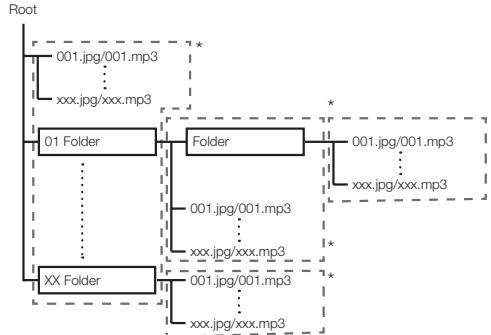 Root
*
001.jpg/001.mp3
xxx.jpg/xxx.mp3
*
01 Folder Folder 001.jpg/001.mp3
xxx.jpg/xxx.mp3
001.jpg/001.mp3
xxx.jpg/xxx.mp3 *
XX Folder 001.jpg/001.mp3 *
xxx.jpg/xxx.mp3